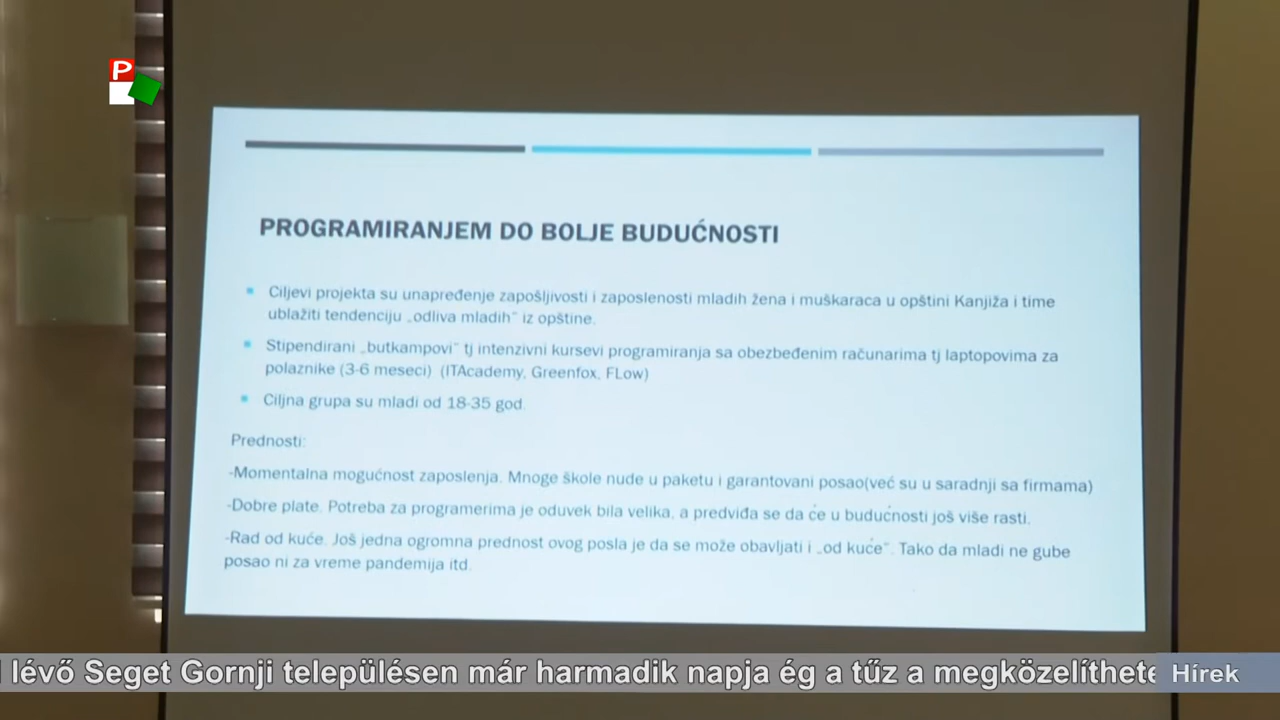 P
PROGRAMIRANJEM DO BOLJE BUDUĆNOSTI
Ciljevi projekta su unapređenje zapošljivosti i zaposlenosti mladih žena i muškaraca u opštini Kanjiža i time
ublažiti tendenciju „odliva mladih“ iz opštine.
Stipendirani „butkampovi“ tj intenzivni kursevi programiranja sa obezbeđenim računarima tj laptopovima za
polaznike (3-6 meseci) (ITAcademy, Greenfox, FLow)
Ciljna grupa su mladi od 18-35 god.
Prednosti:
-Momentalna mogućnost zaposlenja. Mnoge škole nude u paketu i garantovani posao(već su u saradnji sa firmama)
-Dobre plate. Potreba za programerima je oduvek bila velika, a predviđa se da će u budućnosti još više rasti.
-Rad od kuće. Još jedna ogromna prednost ovog posla je da se može obavljati i „od kuće“. Tako da mladi ne gube
posao ni za vreme pandemija itd.
lévő Seget Gornji településen már harmadik napja ég a tűz a megközelíthete Hírek